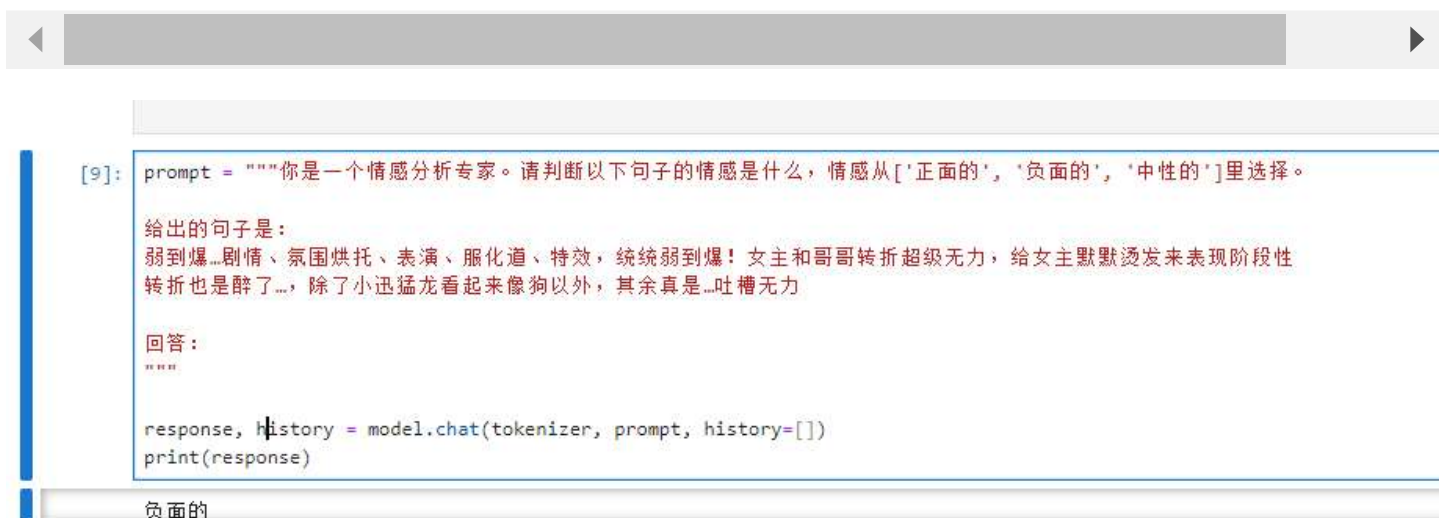 [9]: prompt = """你是一个情感分析专家。请判断以下句子的情感是什么，情感从['正面的', '负面的', '中性的']里选择。
给出的句子是：
弱到爆…剧情、氛围烘托、表演、服化道、特效，统统弱到爆！女主和哥哥转折超级无力，给女主默默烫发来表现阶段性
转折也是醉了…，除了小迅猛龙看起来像狗以外，其余真是…吐槽无力
回答：
"""
response, history = model.chat(tokenizer, prompt, history=[])
print(response)
负面的